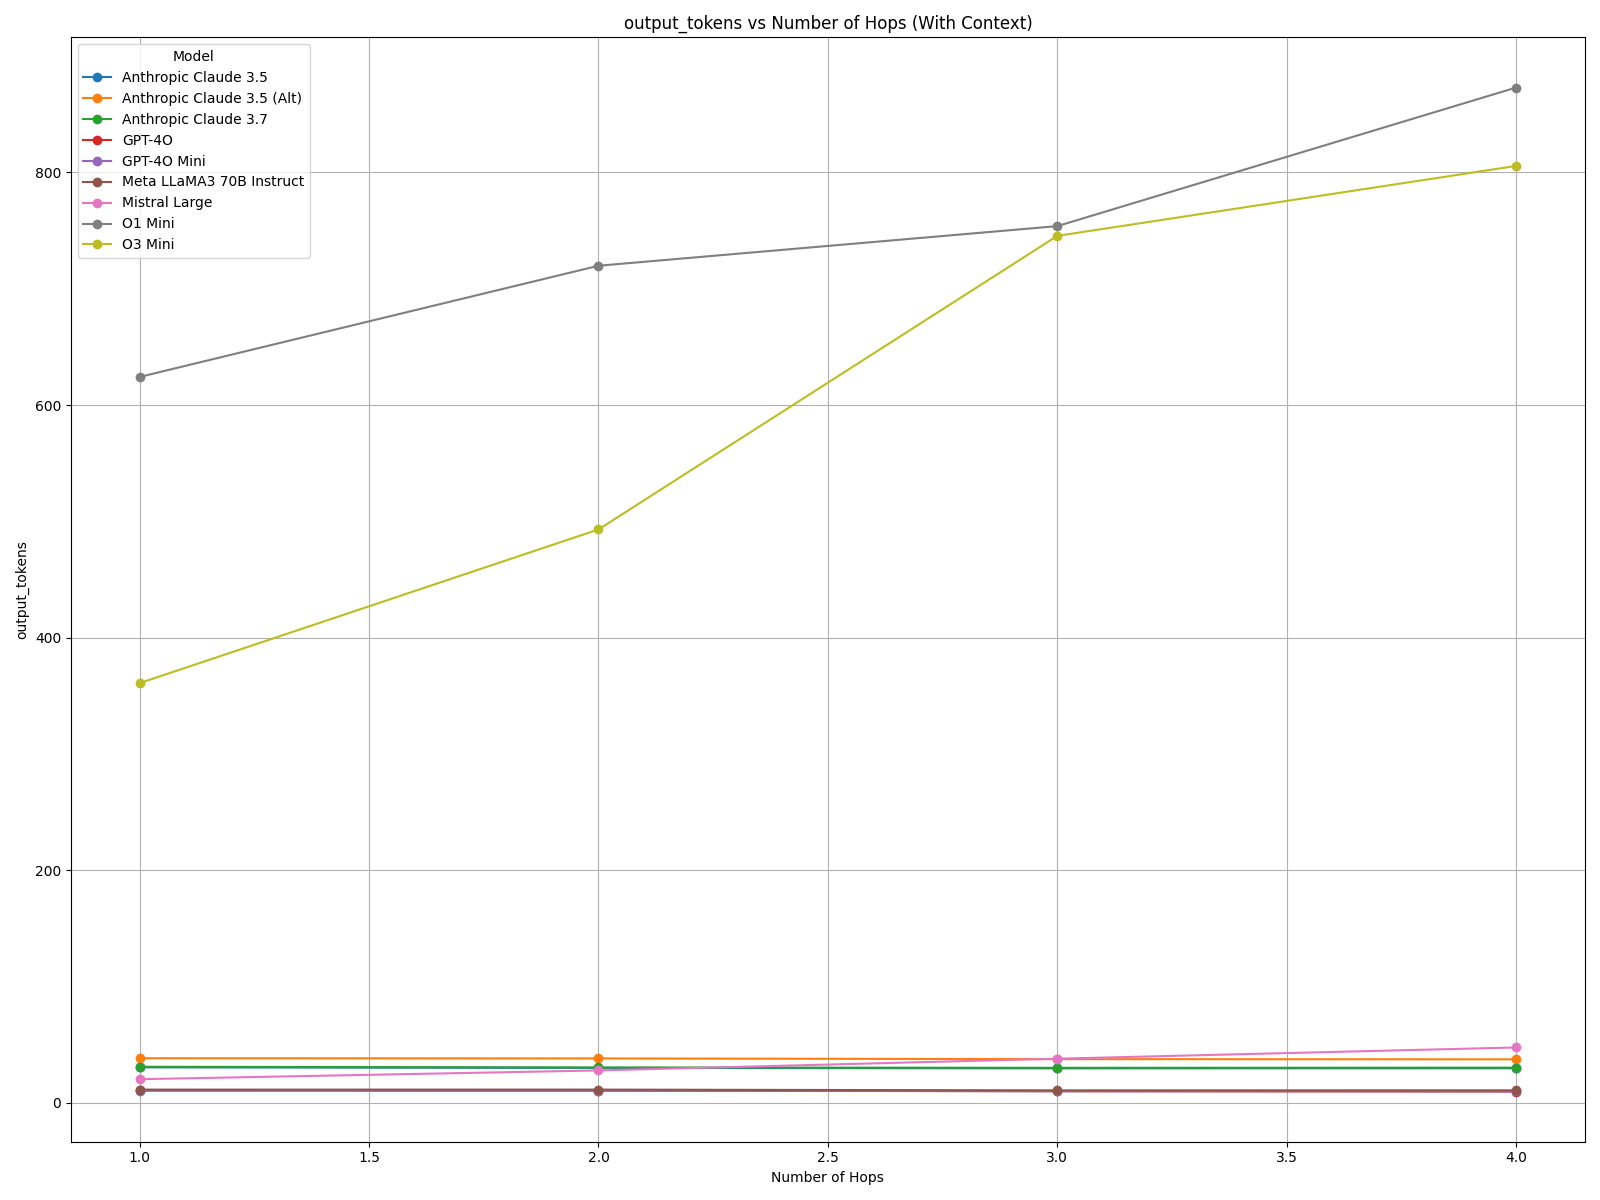 output_tokens vs Number of Hops (With Context)
Model
Anthropic Claude 3.5
Anthropic Claude 3.5 (Alt)
Anthropic Claude 3.7
GPT-4O
GPT-4O Mini
Meta LLaMA3 70B Instruct
Mistral Large
O1 Mini
O3 Mini
output_tokens
800
600
400
200
0
1.0 1.5 2.0 2.5 3.0 3.5 4.0
Number of Hops